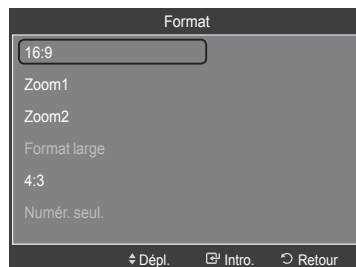 Format
16:9
Zoom1
Zoom2
Format large
4:3
Numér. seul.
Dépl. Intro. Retour